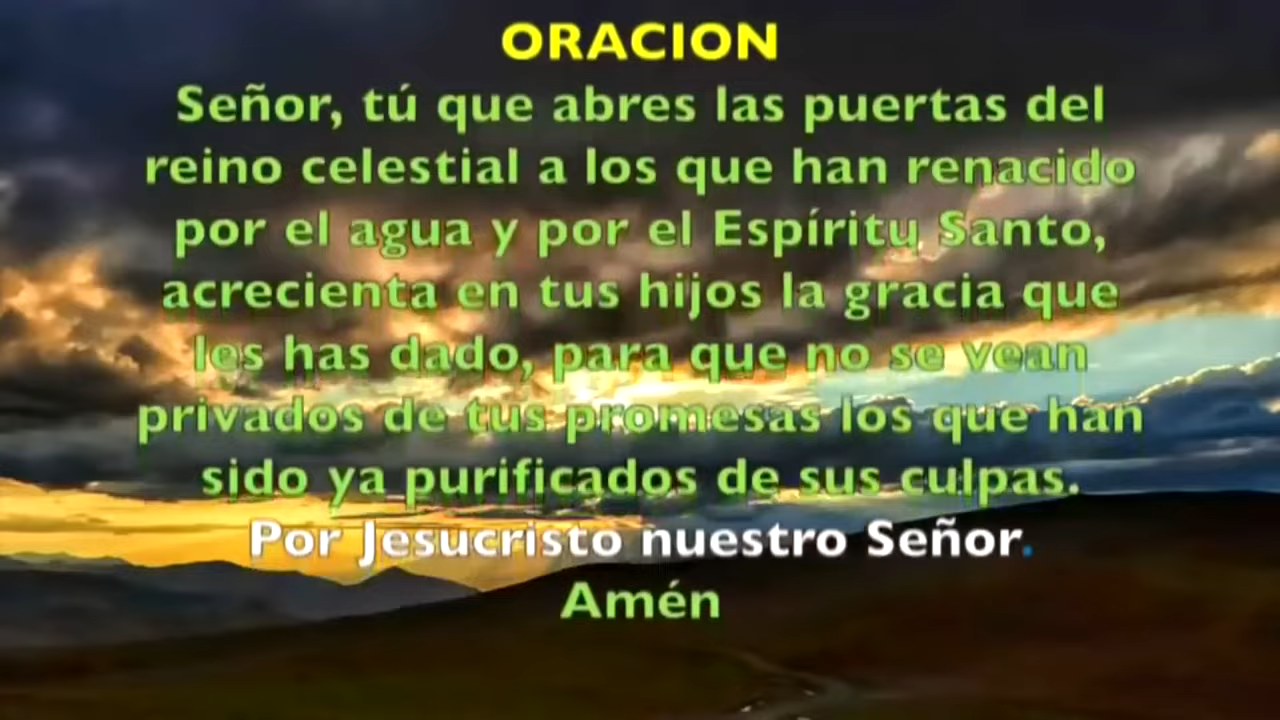 ORACION
Señor, tú que abres las puertas del
reino celestial a los que han renacido
por el agua y por el Espíritu Santo,
acrecienta en tus hijos la gracia que
les has dado, para que no se vean
privados de tus promesas los que han
sido ya purificados de sus culpas.
Por Jesucristo nuestro Señor.
Amén